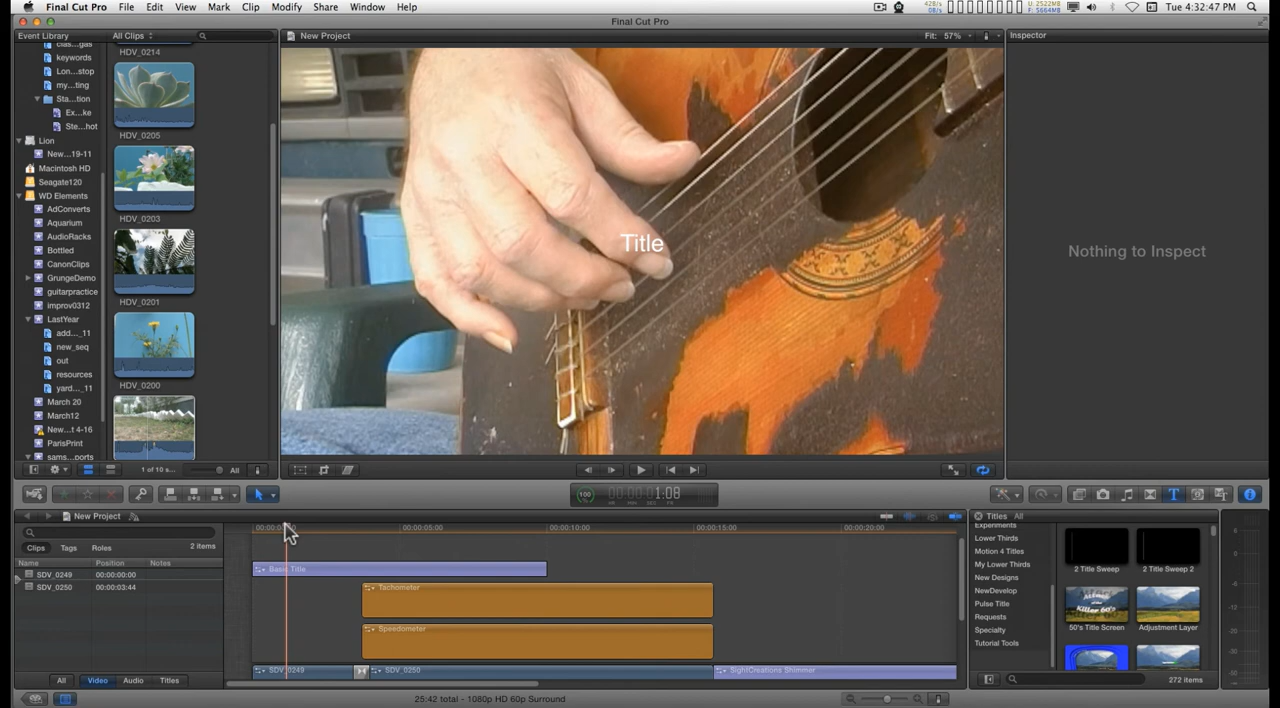 Final Cut Pro File Edit View Mark Clip Modify Share Window Help
Tue 4:32:47 PM
Final Cut Pro
Event Library All Clips
New Project
Fit: 57%
Inspector
keywords
Lon...stop
my...ting
Sta...tion
Ex...ke
Ste...hot
Lion
New...19-11
Macintosh HD
Seagate120
WD Elements
AdConverts
Aquarium
AudioRacks
Bottled
CanonClips
GrungeDemo
guitarpractice
improv0312
LastYear
add..._11
new_seq
out
resources
yard..._11
March 20
March12
New...t 4-16
ParisPrint
sams...ports
HDV_0214
HDV_0205
HDV_0203
HDV_0201
HDV_0200
1 of 10 s...
All
Title
Nothing to Inspect
100
1:08
New Project
Clips Tags Roles
2 items
Name Position Notes
SDV_0249 00:00:00:00
SDV_0250 00:00:03:44
All Video Audio Titles
00:00:05:00
00:00:10:00
00:00:15:00
00:00:20:00
Basic Title
Tachometer
Speedometer
SDV_0249
SDV_0250
SightCreations Shimmer
25:42 total - 1080p HD 60p Surround
Titles All
Experiments
Lower Thirds
Motion 4 Titles
My Lower Thirds
New Designs
NewDevelop
Pulse Title
Requests
Specialty
Tutorial Tools
2 Title Sweep
2 Title Sweep 2
50's Title Screen
Adjustment Layer
272 items